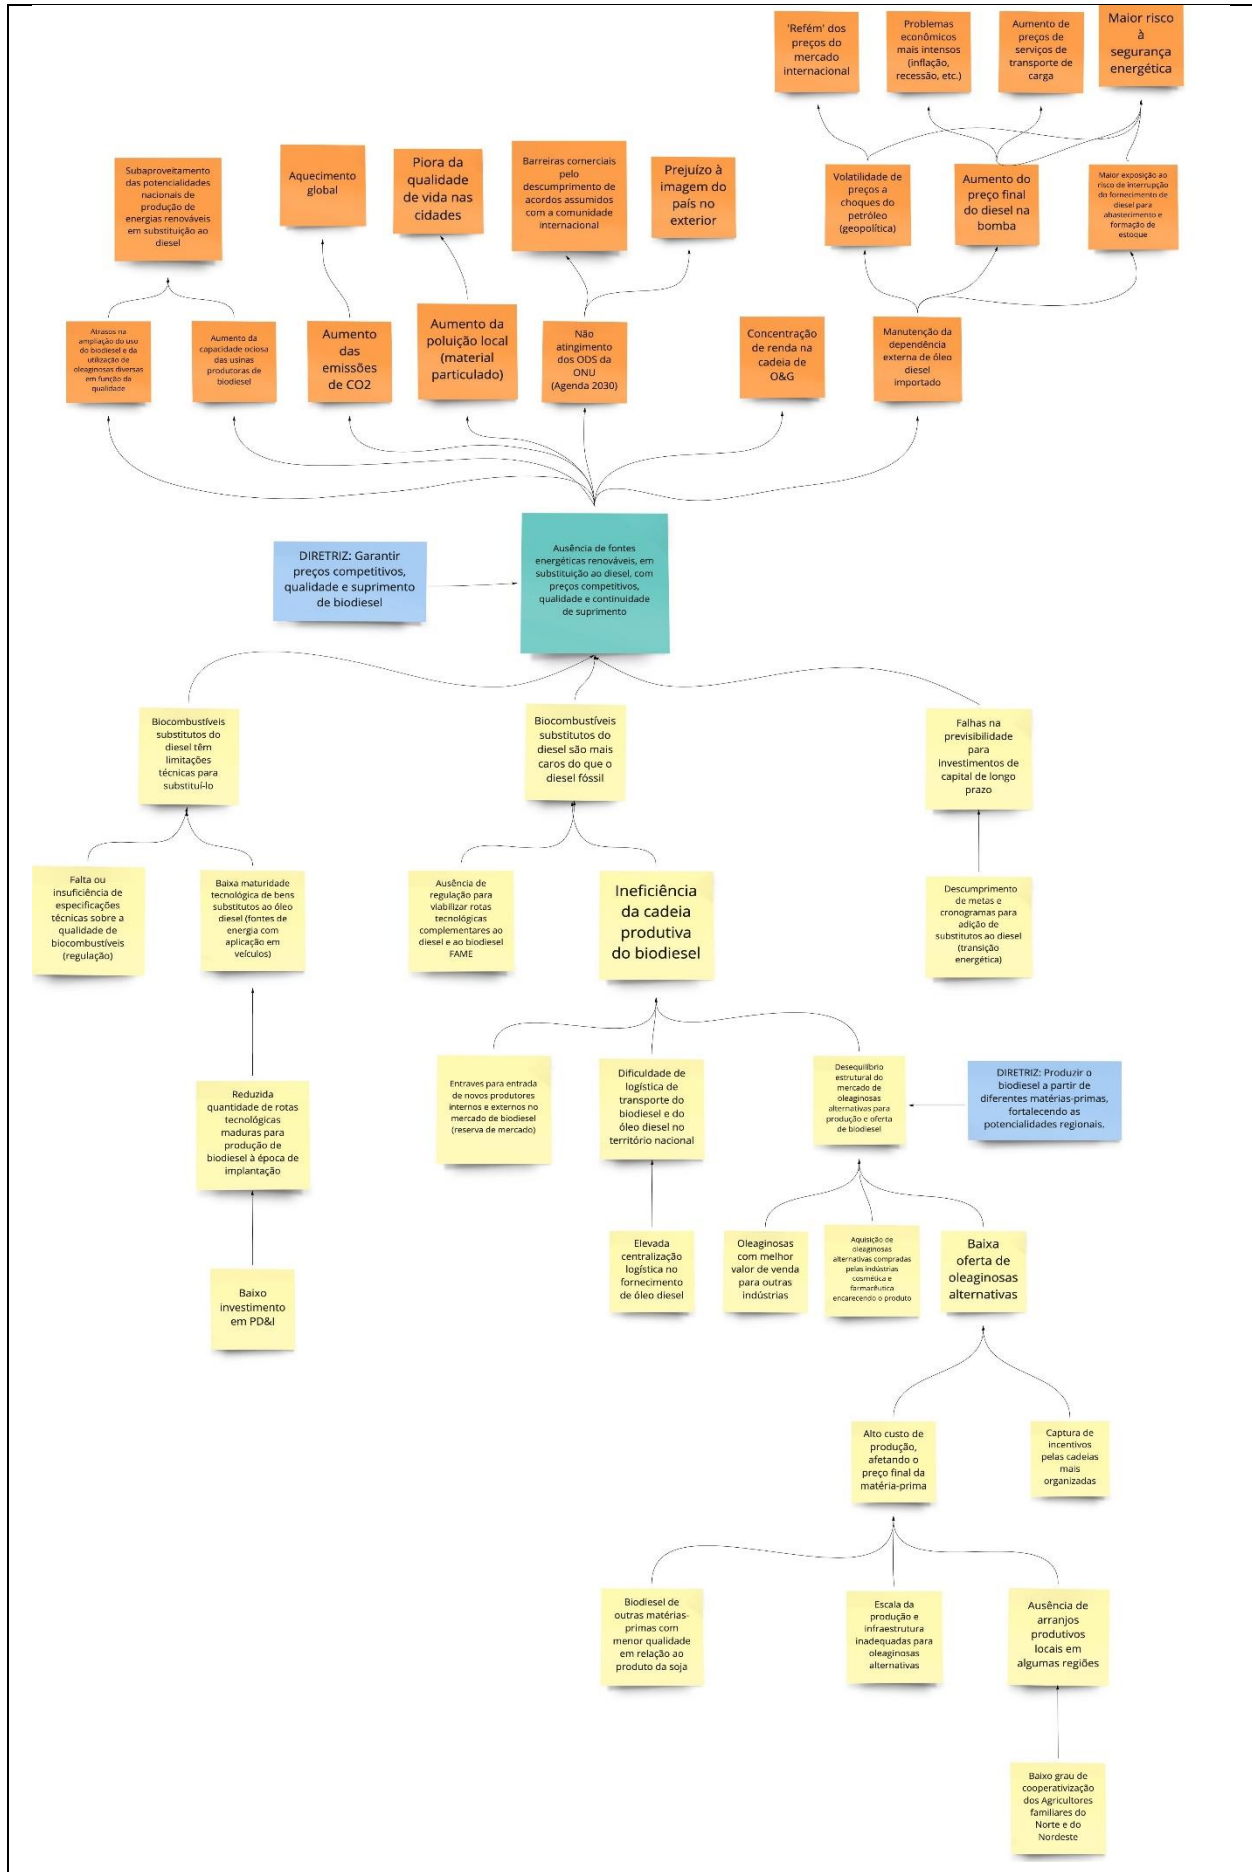 'Refém' dos
preços do
mercado
internacional
Problemas
econômicos
mais intensos
(inflação,
recessão, etc.)
Aumento de
preços de
serviços de
transporte de
carga
Maior risco
à
segurança
energética
Subaproveitamento
das potencialidades
nacionais de
produção de
energias renováveis
em substituição ao
diesel
Aquecimento
global
Piora da
qualidade
de vida nas
cidades
Barreiras comerciais
pelo
descumprimento de
acordos assumidos
com a comunidade
internacional
Prejuízo à
imagem do
país no
exterior
Volatilidade de
preços a
choques do
petróleo
(geopolítica)
Aumento do
preço final
do diesel na
bomba
Maior exposição ao
risco de interrupção
do fornecimento de
diesel para
abastecimento e
formação de
estoque
Atrasos na
ampliação do uso
do biodiesel e da
utilização de
oleaginosas diversas
em função da
qualidade
Aumento da
capacidade ociosa
das usinas
produtoras de
biodiesel
Aumento
das
emissões
de CO2
Aumento da
poluição local
(material
particulado)
Não
atingimento
dos ODS da
ONU
(Agenda 2030)
Concentração
de renda na
cadeia de
O&G
Manutenção da
dependência
externa de óleo
diesel
importado
DIRETRIZ: Garantir
preços competitivos,
qualidade e suprimento
de biodiesel
Ausência de fontes
energéticas renováveis, em
substituição ao diesel, com
preços competitivos,
qualidade e continuidade
de suprimento
Biocombustíveis
substitutos do
diesel têm
limitações
técnicas para
substituí-lo
Biocombustíveis
substitutos do
diesel são mais
caros do que o
diesel fóssil
Falhas na
previsibilidade
para
investimentos de
capital de longo
prazo
Falta ou
insuficiência de
especificações
técnicas sobre a
qualidade de
biocombustíveis
(regulação)
Baixa maturidade
tecnológica de bens
substitutos ao óleo
diesel (fontes de
energia com
aplicação em
veículos)
Ausência de
regulação para
viabilizar rotas
tecnológicas
complementares ao
diesel e ao biodiesel
FAME
Ineficiência
da cadeia
produtiva
do biodiesel
Descumprimento
de metas e
cronogramas para
adição de
substitutos ao diesel
(transição
energética)
Reduzida
quantidade de rotas
tecnológicas
maduras para
produção de
biodiesel à época de
implantação
Entraves para entrada
de novos produtores
internos e externos no
mercado de biodiesel
(reserva de mercado)
Dificuldade de
logística de
transporte do
biodiesel e do
óleo diesel no
território nacional
Desequilíbrio
estrutural do
mercado de
oleaginosas
alternativas para
produção e oferta
de biodiesel
DIRETRIZ: Produzir o
biodiesel a partir de
diferentes matérias-primas,
fortalecendo as
potencialidades regionais.
Baixo
investimento
em PD&I
Elevada
centralização
logística no
fornecimento
de óleo diesel
Oleaginosas
com melhor
valor de venda
para outras
indústrias
Aquisição de
oleaginosas
alternativas compradas
pelas indústrias
cosmética e
farmacêutica
encarecendo o produto
Baixa
oferta de
oleaginosas
alternativas
Alto custo de
produção,
afetando o
preço final da
matéria-prima
Captura de
incentivos
pelas cadeias
mais
organizadas
Biodiesel de
outras matérias-
primas com
menor qualidade
em relação ao
produto da soja
Escala da
produção e
infraestrutura
inadequadas para
oleaginosas
alternativas
Ausência de
arranjos
produtivos
locais em
algumas regiões
Baixo grau de
cooperativização
dos Agricultores
familiares do
Norte e do
Nordeste